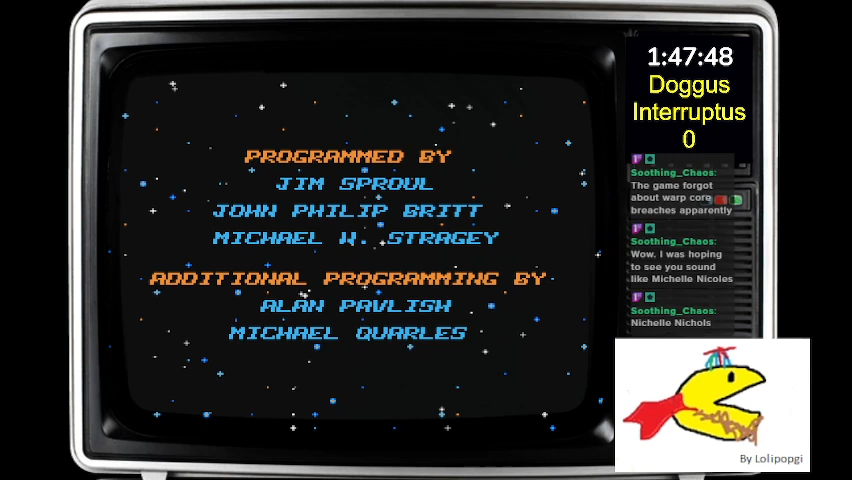 PROGRAMMED BY
JIM SPROUL
JOHN PHILIP BRITT
MICHAEL W. STRAGEY
ADDITIONAL PROGRAMMING BY
ALAN PAVLISH
MICHAEL QUARLES
1:47:48
Doggus
Interruptus
0
Soothing_Chaos:
The game forgot
about warp core
breaches apparently
Soothing_Chaos:
Wow. I was hoping
to see you sound
like Michelle Nicoles
Soothing_Chaos:
Nichelle Nichols
By Lolipopgi